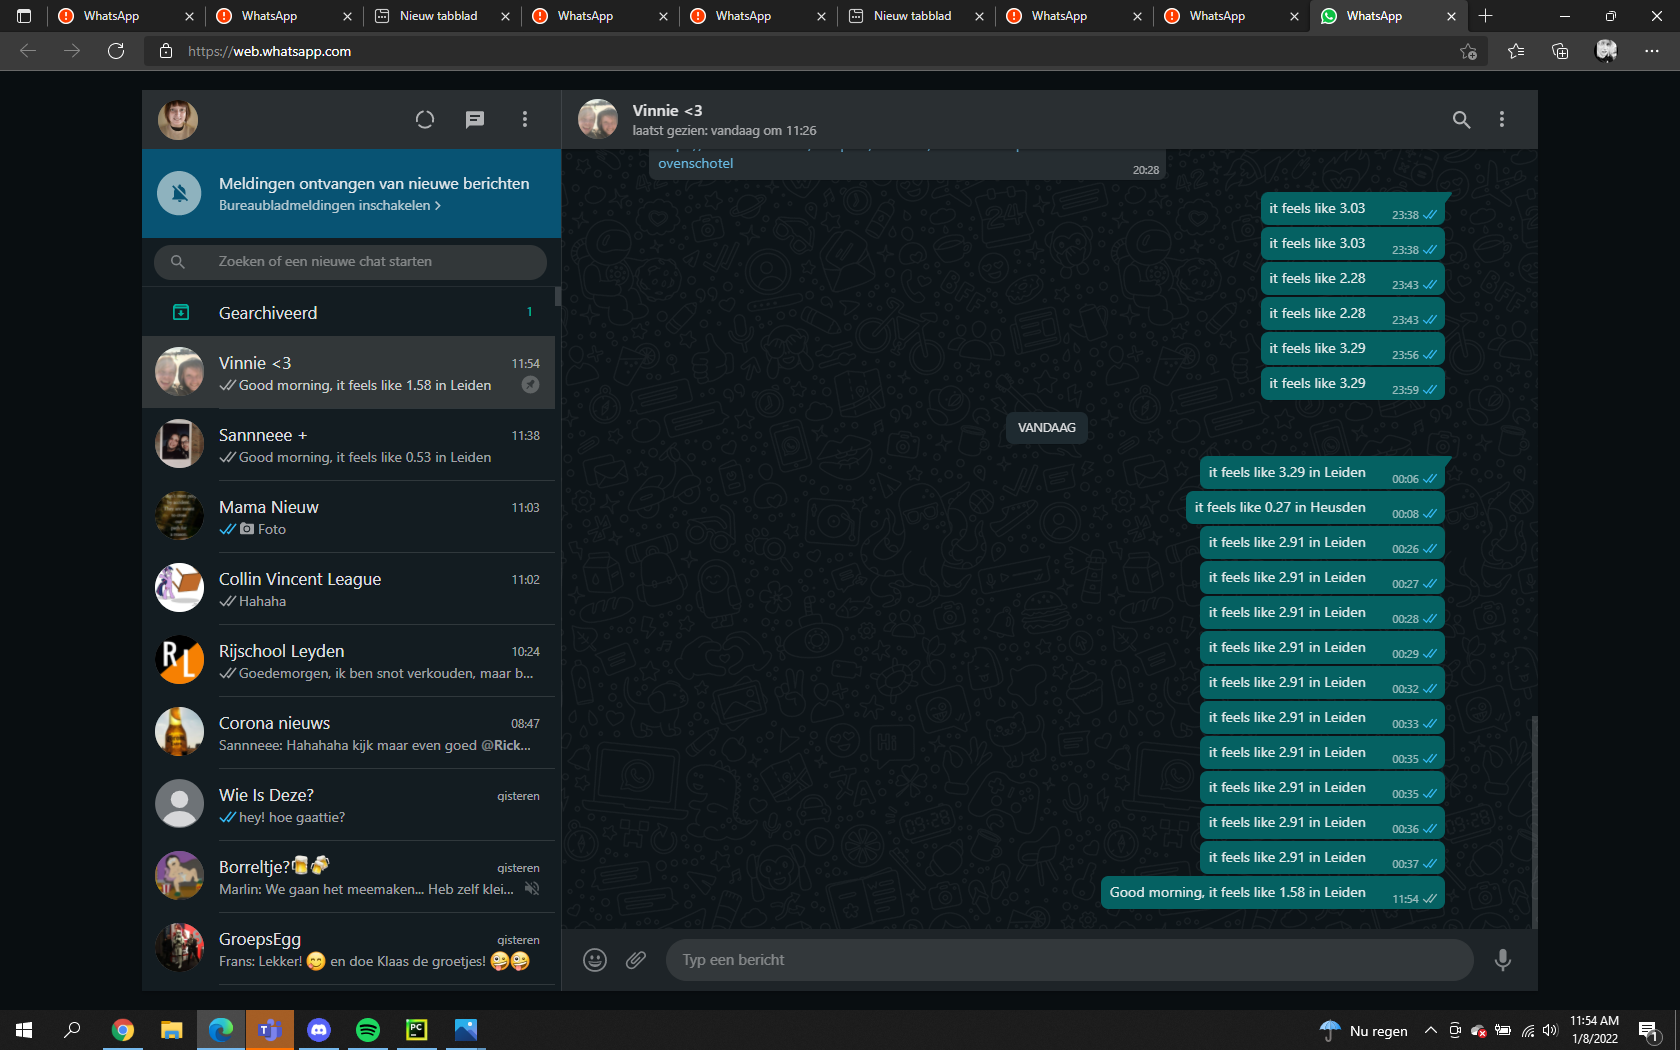 WhatsApp
WhatsApp
Nieuw tabblad
WhatsApp
WhatsApp
Nieuw tabblad
WhatsApp
WhatsApp
WhatsApp
https://web.whatsapp.com
Meldingen ontvangen van nieuwe berichten
Bureaubladmeldingen inschakelen >
Zoeken of een nieuwe chat starten
Gearchiveerd 1
Vinnie <3 11:54
Good morning, it feels like 1.58 in Leiden
Sannneee + 11:38
Good morning, it feels like 0.53 in Leiden
Mama Nieuw 11:03
Foto
Collin Vincent League 11:02
Hahaha
Rijschool Leyden 10:24
Goedemorgen, ik ben snot verkouden, maar b...
Corona nieuws 08:47
Sannneee: Hahahaha kijk maar even goed @Rick...
Wie Is Deze? gisteren
hey! hoe gaattie?
Borreltje?🍺🍻 gisteren
Marlin: We gaan het meemaken... Heb zelf klei...
GroepsEgg gisteren
Frans: Lekker! 😋 en doe Klaas de groetjes! 🤪🤪
RL
Vinnie <3
laatst gezien: vandaag om 11:26
ovenschotel
20:28
it feels like 3.03 23:38
it feels like 3.03 23:38
it feels like 2.28 23:43
it feels like 2.28 23:43
it feels like 3.29 23:56
it feels like 3.29 23:59
VANDAAG
it feels like 3.29 in Leiden 00:06
it feels like 0.27 in Heusden 00:08
it feels like 2.91 in Leiden 00:26
it feels like 2.91 in Leiden 00:27
it feels like 2.91 in Leiden 00:28
it feels like 2.91 in Leiden 00:29
it feels like 2.91 in Leiden 00:32
it feels like 2.91 in Leiden 00:33
it feels like 2.91 in Leiden 00:35
it feels like 2.91 in Leiden 00:35
it feels like 2.91 in Leiden 00:36
it feels like 2.91 in Leiden 00:37
Good morning, it feels like 1.58 in Leiden 11:54
Typ een bericht
PC
Nu regen
11:54 AM
1/8/2022
1